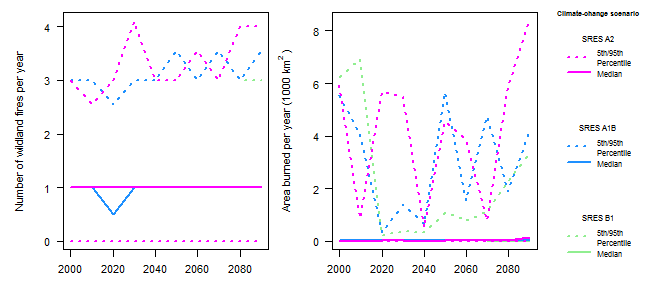 Climate-change scenario
SRES A2
5th/95th
Percentile
Median
SRES A1B
5th/95th
Percentile
Median
SRES B1
5th/95th
Percentile
Median
Number of wildland fires per year
4
3
2
1
0
2000 2020 2040 2060 2080
Area burned per year (1000 km²)
8
6
4
2
0
2000 2020 2040 2060 2080